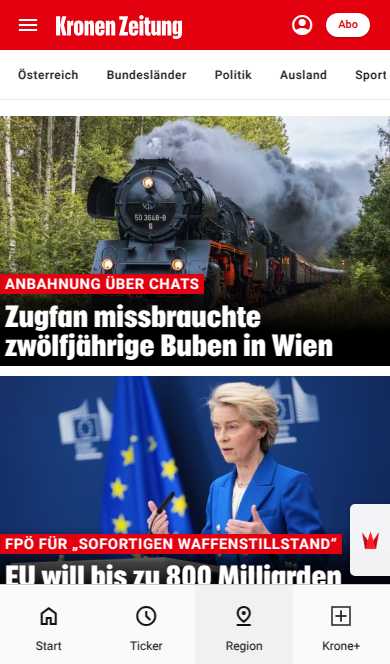 Kronen Zeitung
Abo
Österreich Bundesländer Politik Ausland Sport
50 3648-8
ANBAHNUNG ÜBER CHATS
Zugfan missbrauchte
zwölfjährige Buben in Wien
FPÖ FÜR „SOFORTIGEN WAFFENSTILLSTAND“
EU will bis zu 800 Milliarden
Start Ticker Region Krone+